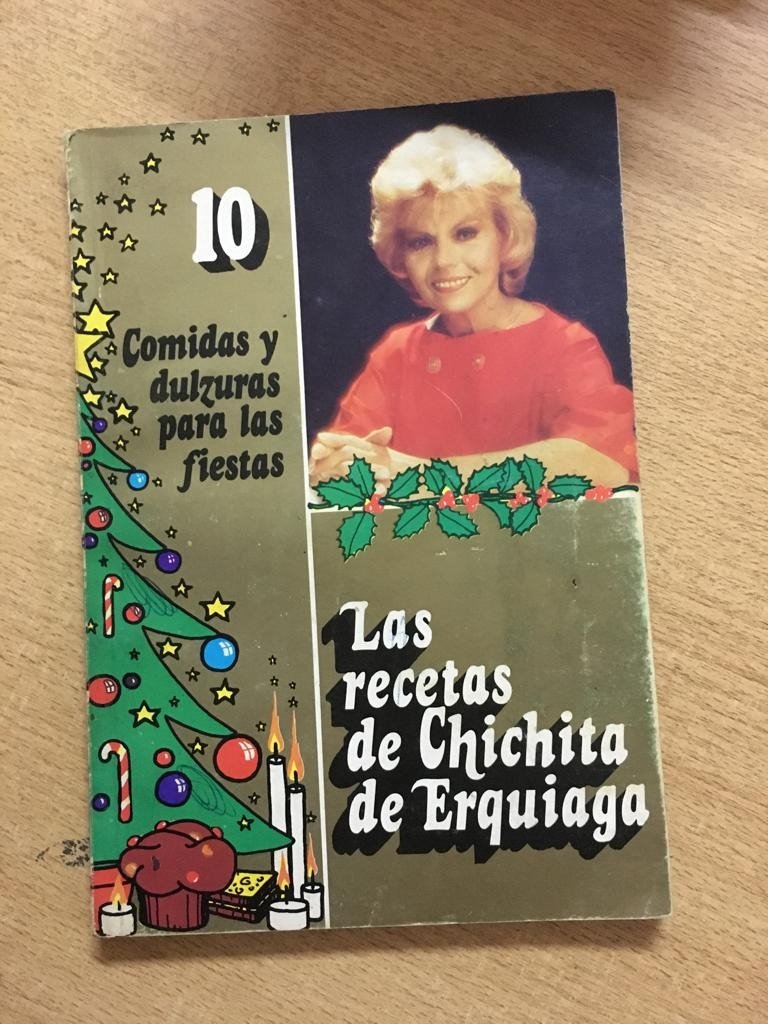 10
Comidas y
dulzuras
para las
fiestas
Las
recetas
de Chichita
de Erquiaga